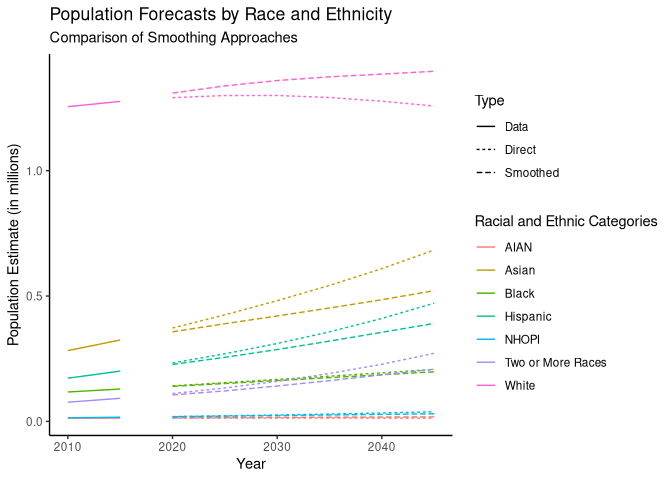 Population Forecasts by Race and Ethnicity
Comparison of Smoothing Approaches
Population Estimate (in millions)
1.0
0.5
0.0
2010
2020
2030
2040
Year
Type
Data
Direct
Smoothed
Racial and Ethnic Categories
AIAN
Asian
Black
Hispanic
NHOPI
Two or More Races
White